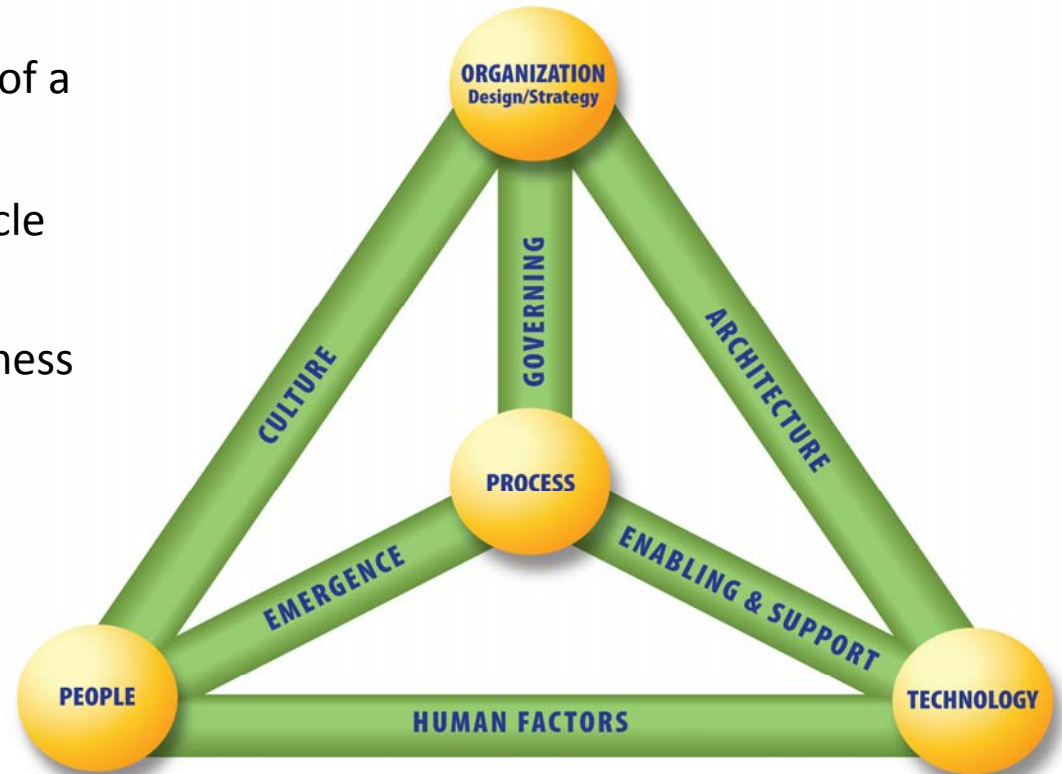 of a
cle
ness
ORGANIZATION
Design/Strategy
GOVERNING
CULTURE
ARCHITECTURE
PROCESS
EMERGENCE
ENABLING & SUPPORT
PEOPLE
HUMAN FACTORS
TECHNOLOGY